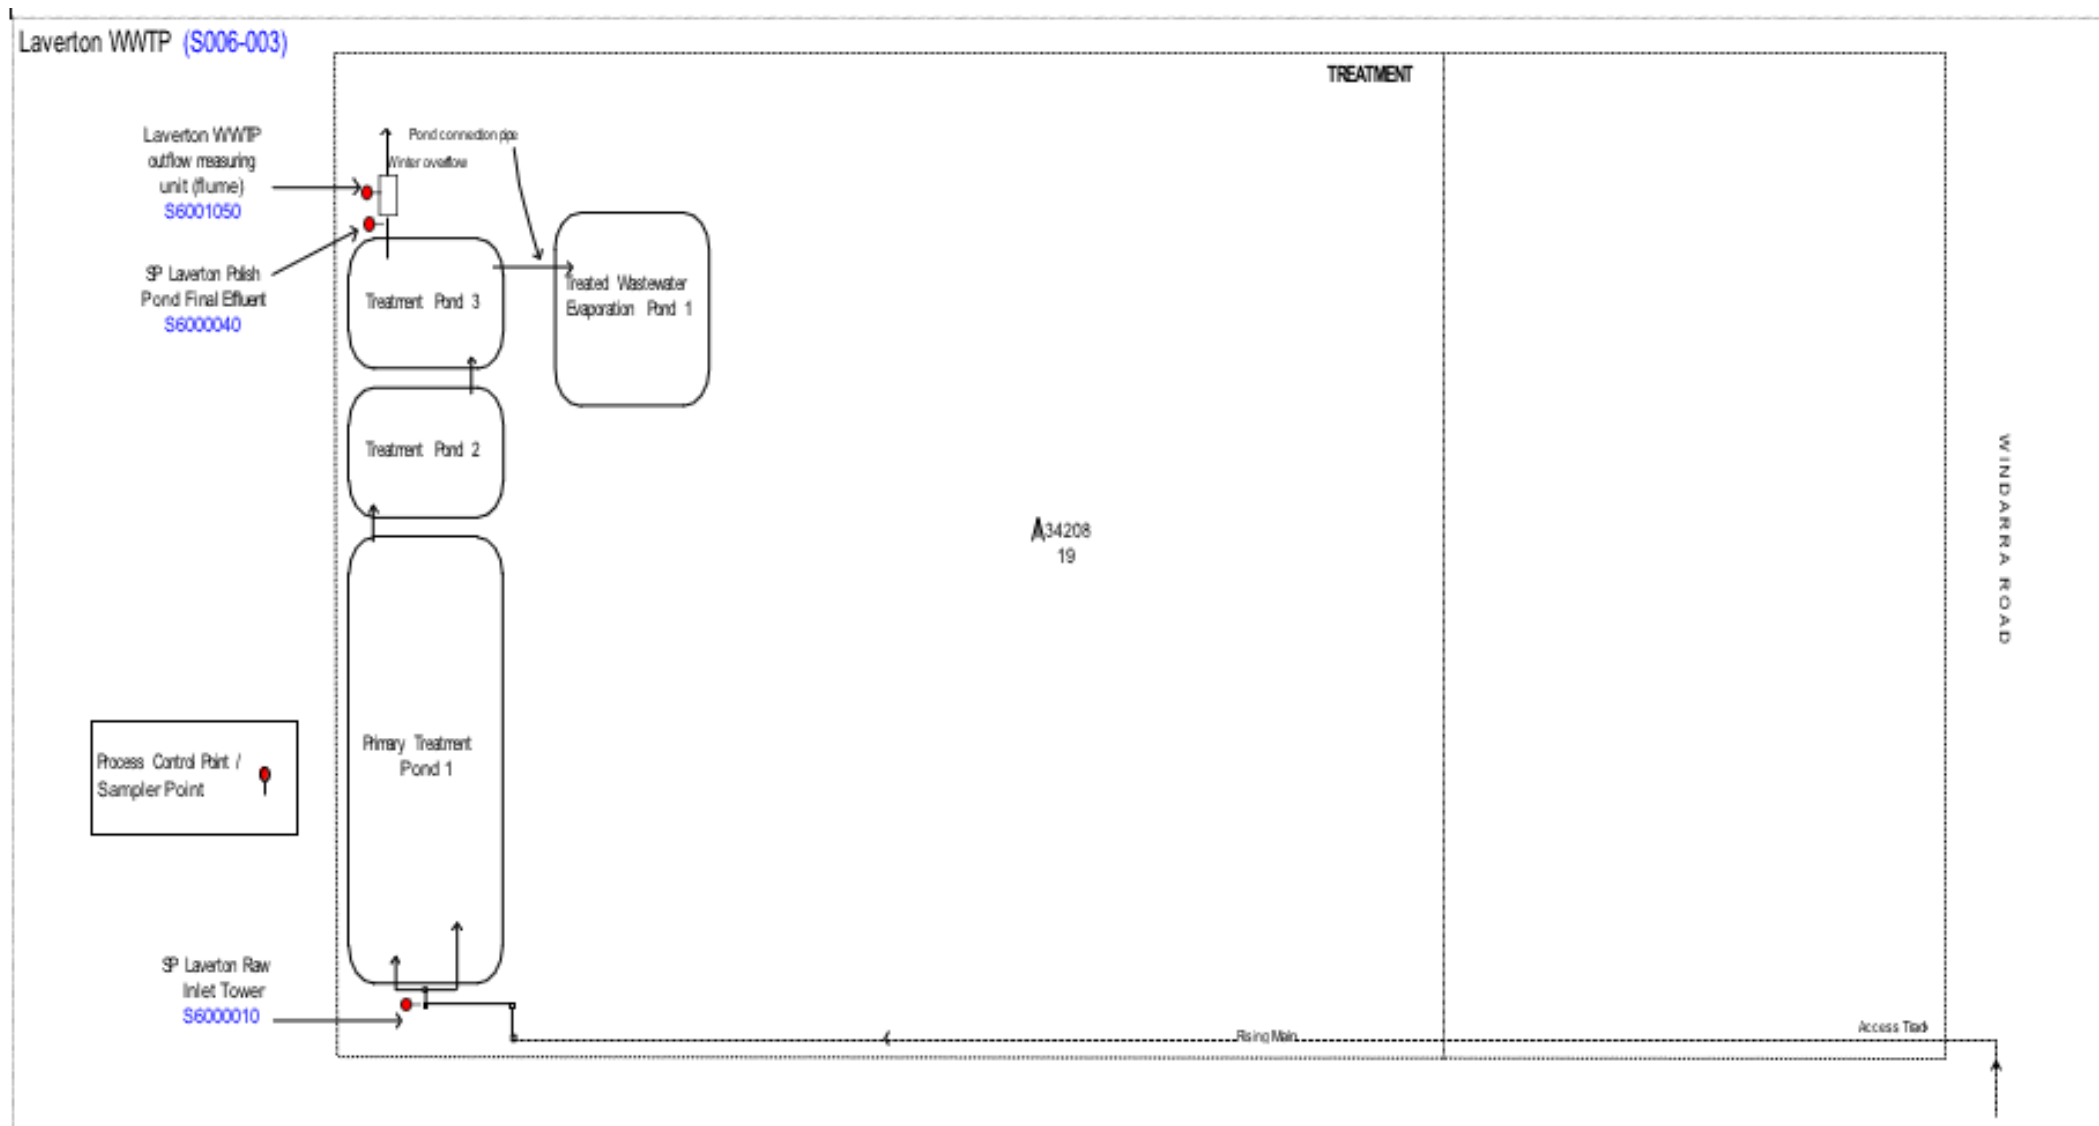 Laverton WWTP (S006-003)
TREATMENT
Laverton WWTP
outflow measuring
unit (flume)
S6001050
Pond connection pipe
Winter overflow
SP Laverton Polish
Pond Final Effluent
S6000040
Treatment Pond 3
Treated Wastewater
Evaporation Pond 1
Treatment Pond 2
A34208
19
WINDARRA ROAD
Primary Treatment
Pond 1
Process Control Point /
Sampler Point
SP Laverton Raw
Inlet Tower
S6000010
Rising Main
Access Track